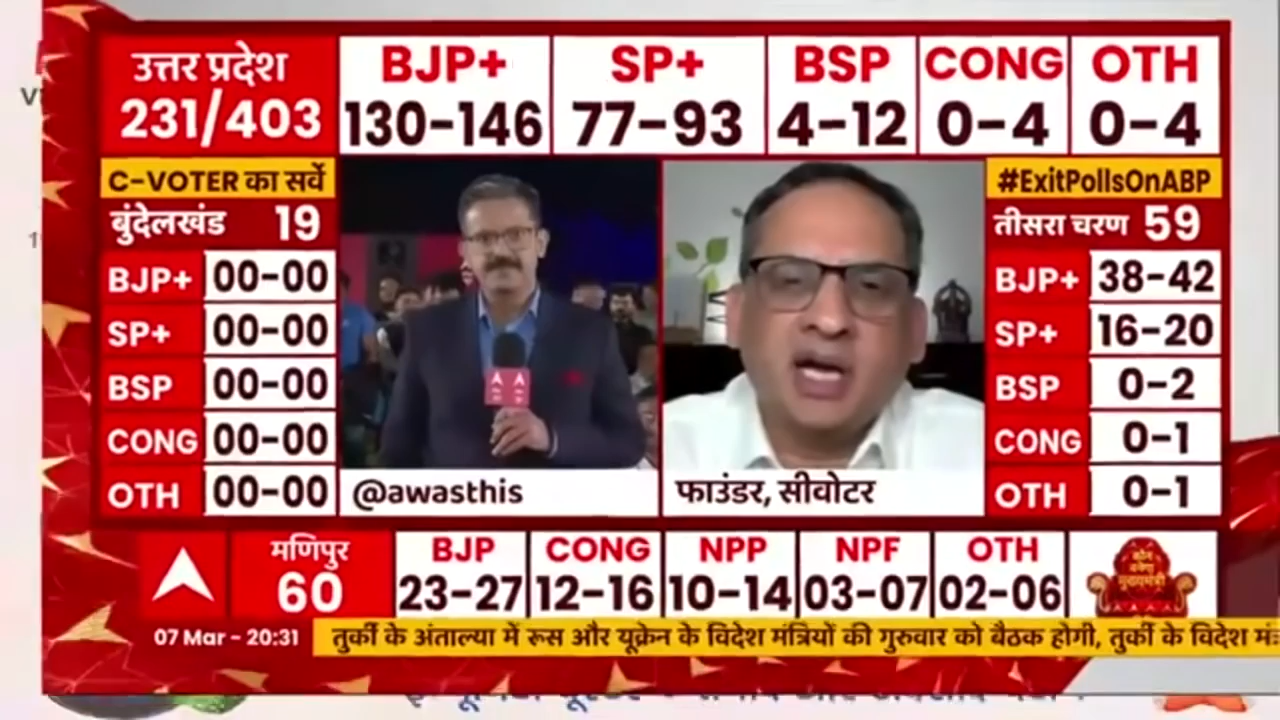 उत्तर प्रदेश
231/403
BJP+
130-146
SP+
77-93
BSP
4-12
CONG
0-4
OTH
0-4
C-VOTER का सर्वे
बुंदेलखंड 19
BJP+ 00-00
SP+ 00-00
BSP 00-00
CONG 00-00
OTH 00-00
@awasthis
फाउंडर, सीवोटर
#ExitPollsOnABP
तीसरा चरण 59
BJP+ 38-42
SP+ 16-20
BSP 0-2
CONG 0-1
OTH 0-1
मणिपुर
60
BJP
23-27
CONG
12-16
NPP
10-14
NPF
03-07
OTH
02-06
कौन
बनेगा
मुख्यमंत्री
07 Mar - 20:31
तुर्की के अंताल्या में रूस और यूक्रेन के विदेश मंत्रियों की गुरुवार को बैठक होगी, तुर्की के विदेश